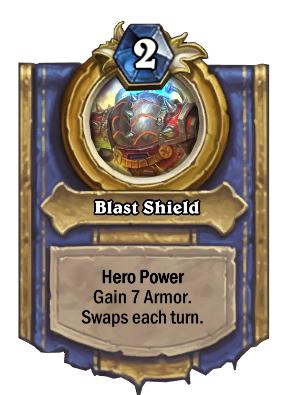 2
Blast Shield
Hero Power
Gain 7 Armor.
Swaps each turn.